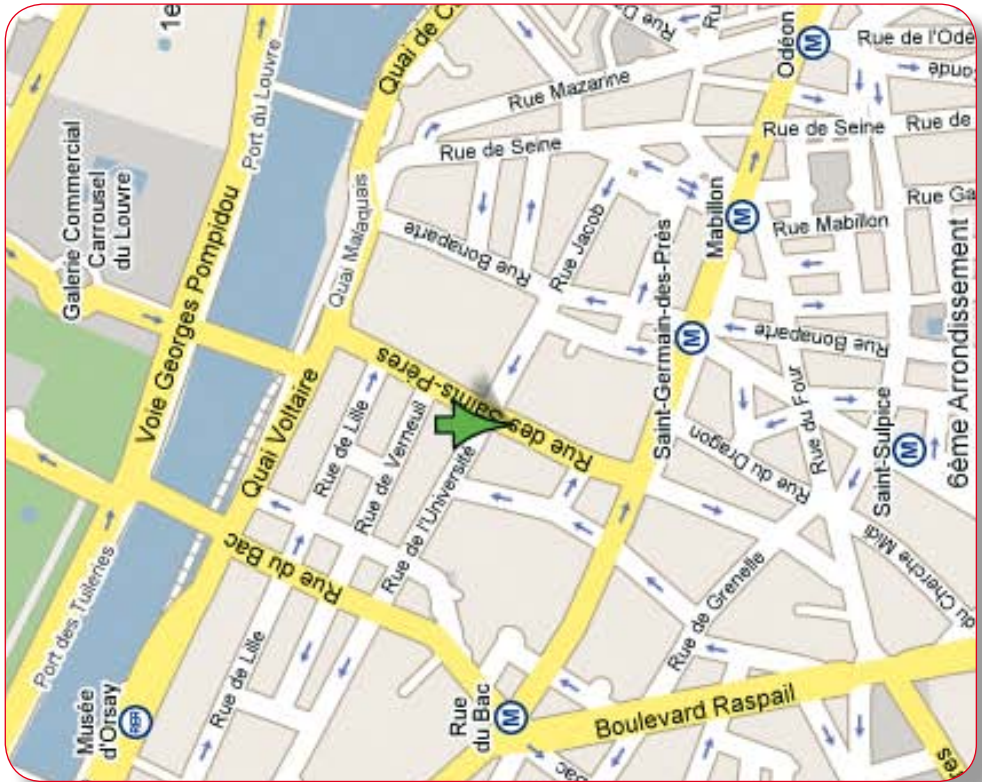 1e
Port du Louvre
Quai de C
Rue D
Ru
Odéon
M
Rue de l'Odé
Rue Mazarine
Rue de Seine
Rue de Seine
Rue de
Galerie Commercial
Carrousel
du Louvre
Voie Georges Pompidou
Quai Malaquais
Rue Bonaparte
Rue Jacob
Saint-Germain-des-Près
M
Mabillon
M
Rue Mabillon
Rue Ga
Rue Bonaparte
6ème Arrondissement
Quai Voltaire
Rue de Lille
Rue de Verneuil
Rue de l'Université
Rue des Saints-Pères
Rue du Dragon
Rue du Four
Saint-Sulpice
M
Port des Tuileries
Rue du Bac
Rue de Lille
Rue de Grenelle
du Cherche Midi
Musée
d'Orsay
RER
Rue
du Bac
M
Boulevard Raspail